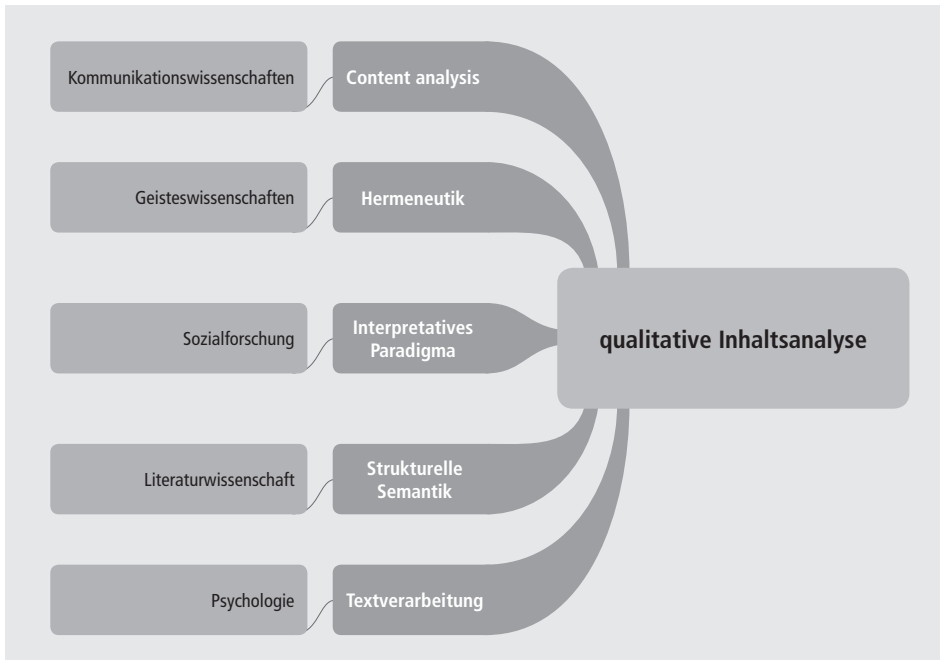 Kommunikationswissenschaften
Content analysis
Geisteswissenschaften
Hermeneutik
Sozialforschung
Interpretatives
Paradigma
qualitative Inhaltsanalyse
Literaturwissenschaft
Strukturelle
Semantik
Psychologie
Textverarbeitung